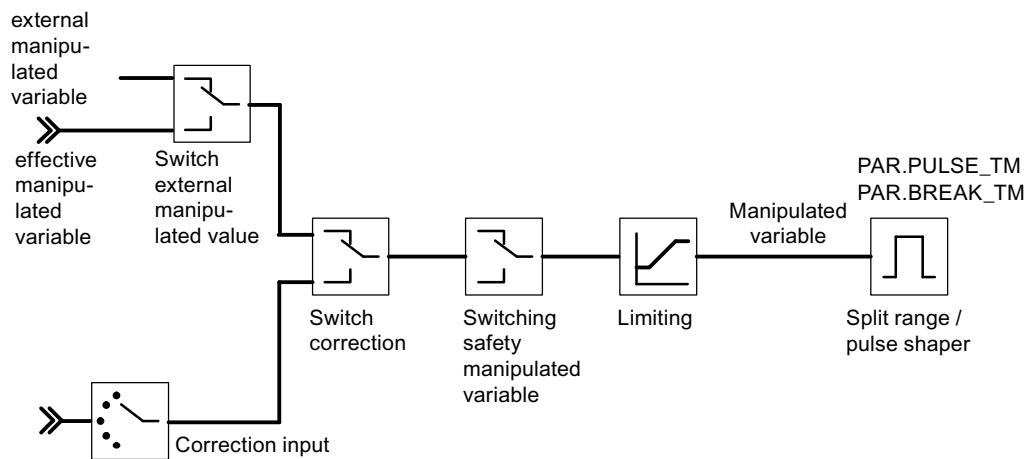 external
manipu-
lated
variable
effective
manipu-
lated
variable
Switch
external
manipu-
lated value
Switch
correction
Switching
safety
manipulated
variable
Limiting
Manipulated
variable
PAR.PULSE_TM
PAR.BREAK_TM
Split range /
pulse shaper
Correction input